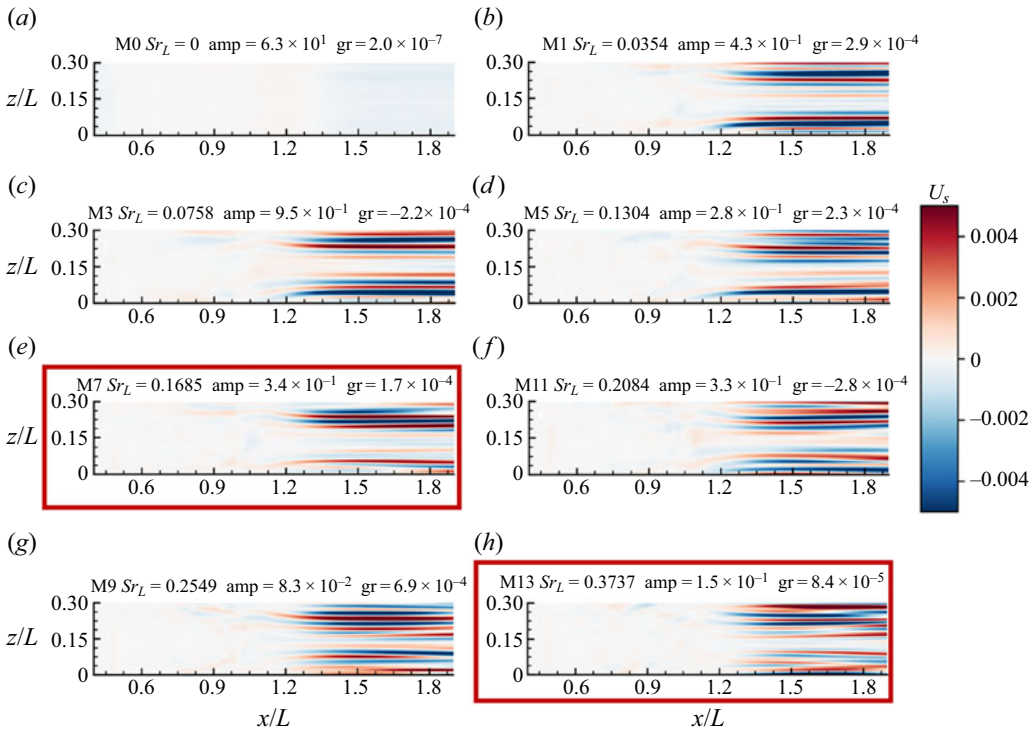 (a)
M0 Sr_L = 0 amp = 6.3 × 10¹ gr = 2.0 × 10⁻⁷
z/L
0.30
0.15
0
0.6 0.9 1.2 1.5 1.8
(b)
M1 Sr_L = 0.0354 amp = 4.3 × 10⁻¹ gr = 2.9 × 10⁻⁴
0.30
0.15
0
0.6 0.9 1.2 1.5 1.8
(c)
M3 Sr_L = 0.0758 amp = 9.5 × 10⁻¹ gr = −2.2 × 10⁻⁴
z/L
0.30
0.15
0
0.6 0.9 1.2 1.5 1.8
(d)
M5 Sr_L = 0.1304 amp = 2.8 × 10⁻¹ gr = 2.3 × 10⁻⁴
0.30
0.15
0
0.6 0.9 1.2 1.5 1.8
(e)
M7 Sr_L = 0.1685 amp = 3.4 × 10⁻¹ gr = 1.7 × 10⁻⁴
z/L
0.30
0.15
0
0.6 0.9 1.2 1.5 1.8
(f)
M11 Sr_L = 0.2084 amp = 3.3 × 10⁻¹ gr = −2.8 × 10⁻⁴
0.30
0.15
0
0.6 0.9 1.2 1.5 1.8
(g)
M9 Sr_L = 0.2549 amp = 8.3 × 10⁻² gr = 6.9 × 10⁻⁴
z/L
0.30
0.15
0
0.6 0.9 1.2 1.5 1.8
x/L
(h)
M13 Sr_L = 0.3737 amp = 1.5 × 10⁻¹ gr = 8.4 × 10⁻⁵
0.30
0.15
0
0.6 0.9 1.2 1.5 1.8
x/L
U_s
0.004
0.002
0
−0.002
−0.004